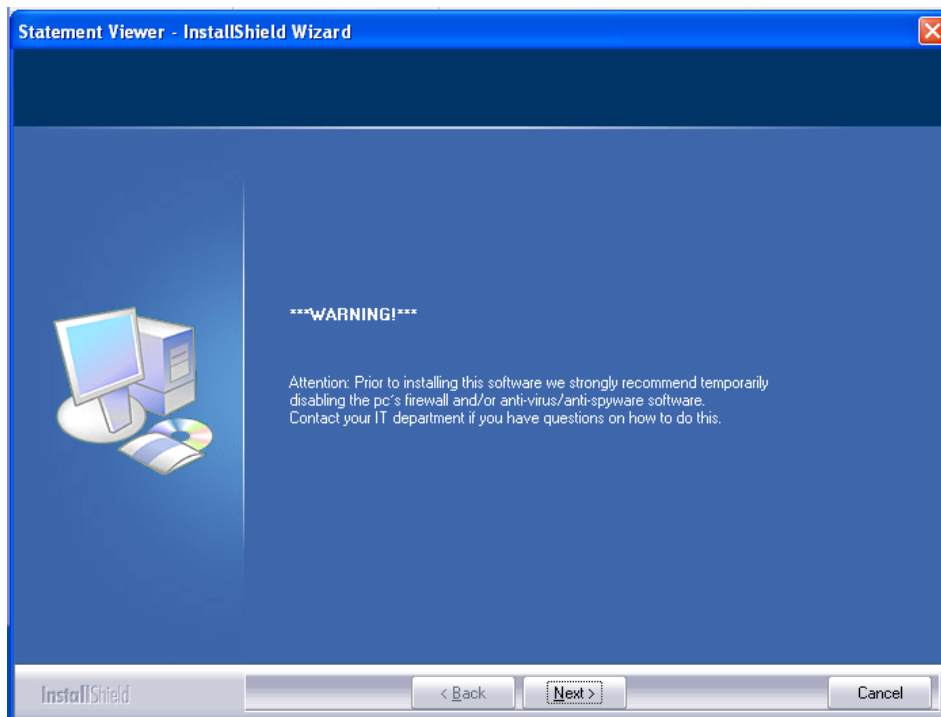 Statement Viewer - InstallShield Wizard
***WARNING!***
Attention: Prior to installing this software we strongly recommend temporarily
disabling the pc's firewall and/or anti-virus/anti-spyware software.
Contact your IT department if you have questions on how to do this.
InstallShield
< Back
Next >
Cancel